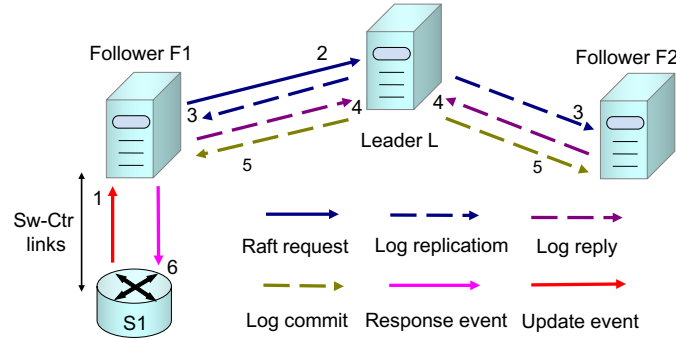 Follower F1
2
Follower F2
3
4
4
3
Leader L
5
5
1
Sw-Ctr
links
6
S1
Raft request
Log replicatiom
Log reply
Log commit
Response event
Update event